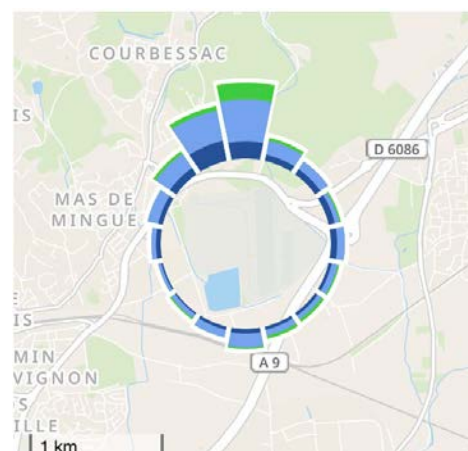 COURBESSAC
IS
D 6086
MAS DE
MINGUE
E
IS
MIN
A 9
VIGNON
S
ILLE
1 km